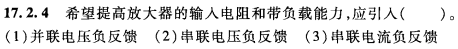 17.2.4 希望提高放大器的输入电阻和带负载能力,应引入( )。
(1)并联电压负反馈 (2)串联电压负反馈 (3)串联电流负反馈